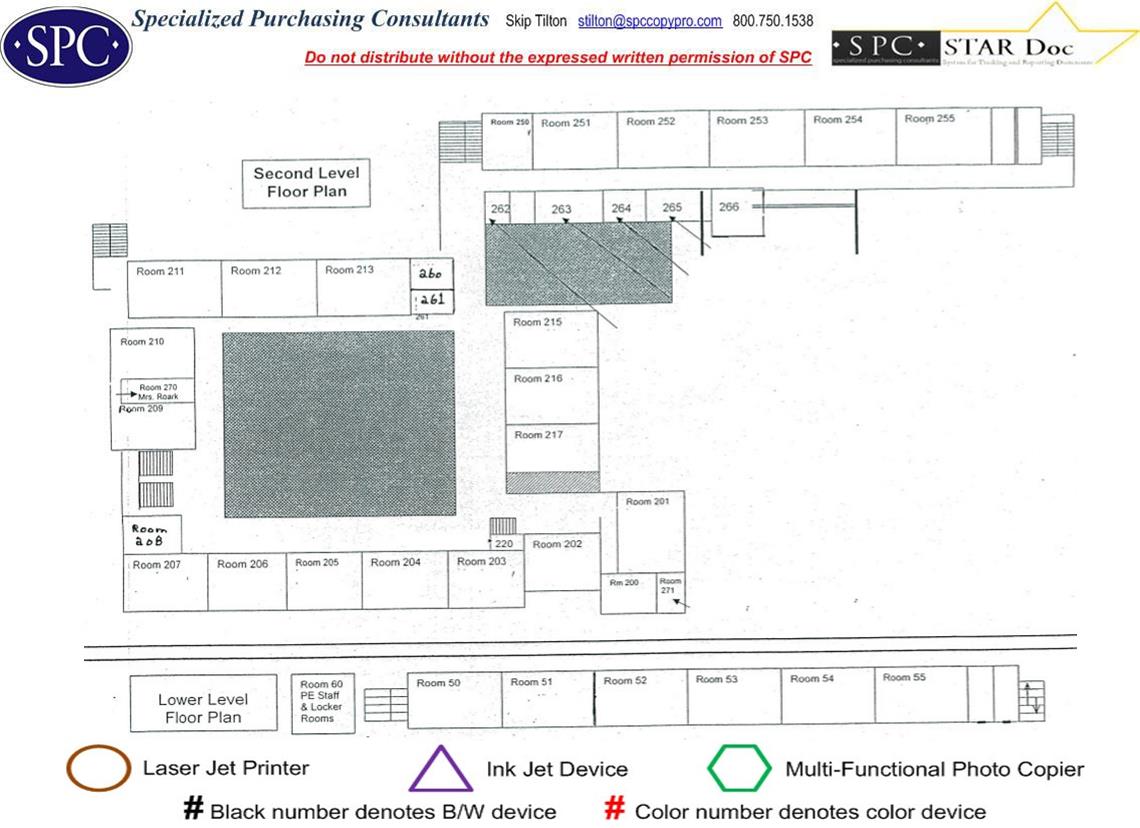 SPC
Specialized Purchasing Consultants Skip Tilton stilton@spccopypro.com 800.750.1538
Do not distribute without the expressed written permission of SPC
SPC STAR Doc
specialized purchasing consultants System for Tracking and Reporting Documents
Room 250 Room 251 Room 252 Room 253 Room 254 Room 255
Second Level
Floor Plan
262 263 264 265 266
Room 211 Room 212 Room 213 260
261
261
Room 215
Room 210
Room 216
Room 270
Mrs. Roark
Room 209
Room 217
Room 201
Room
208
220 Room 202
Room 207 Room 206 Room 205 Room 204 Room 203
Rm 200 Room
271
Lower Level
Floor Plan
Room 60
PE Staff
& Locker
Rooms
Room 50 Room 51 Room 52 Room 53 Room 54 Room 55
Laser Jet Printer Ink Jet Device Multi-Functional Photo Copier
# Black number denotes B/W device # Color number denotes color device